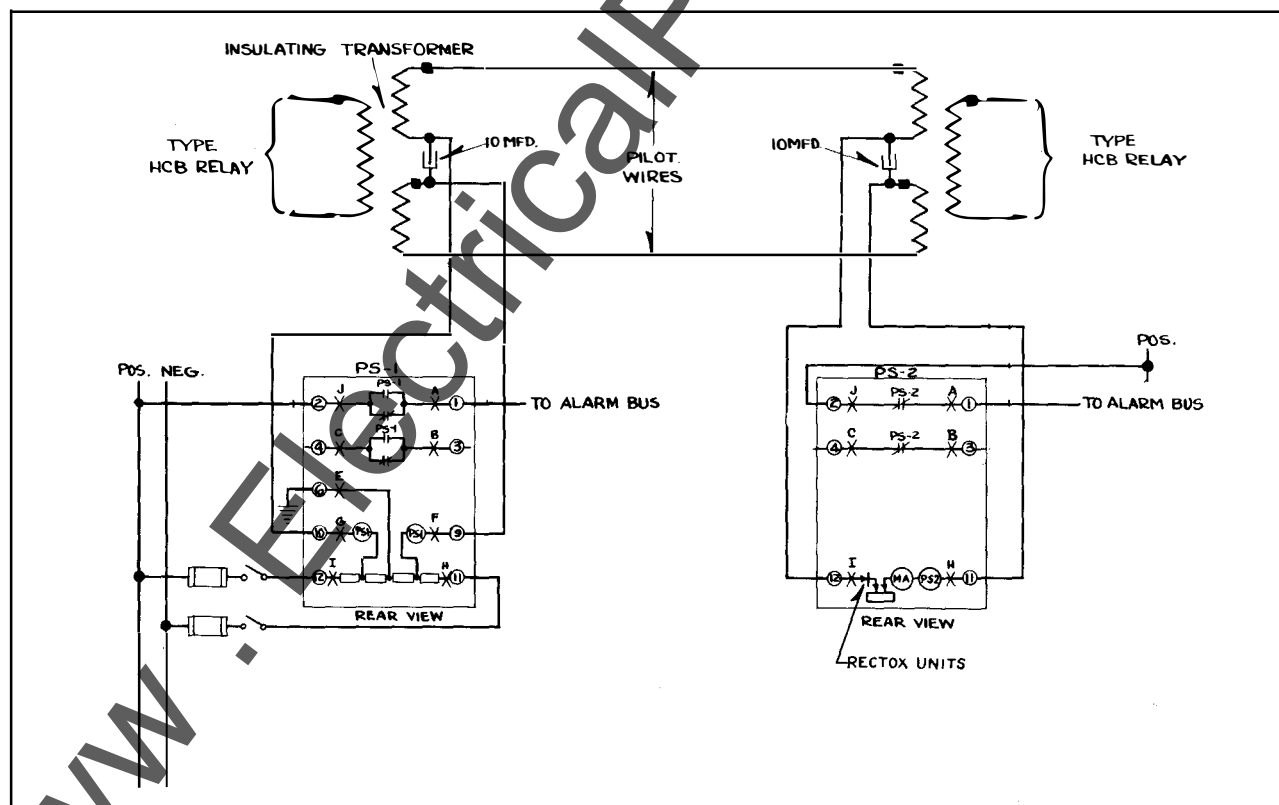 INSULATING TRANSFORMER
TYPE
HCB RELAY
10 MFD.
PILOT
WIRES
10MFD.
TYPE
HCB RELAY
POS. NEG.
PS-1
J PS-1 A
2 1
TO ALARM BUS
C PS-1 B
4 3
E
6
G F
10 PS1 PS1 9
I H
12 11
REAR VIEW
POS.
PS-2
J PS-2 A
2 1
TO ALARM BUS
C PS-2 B
4 3
I H
12 MA PS2 11
REAR VIEW
RECTOX UNITS
www.ElectricalP